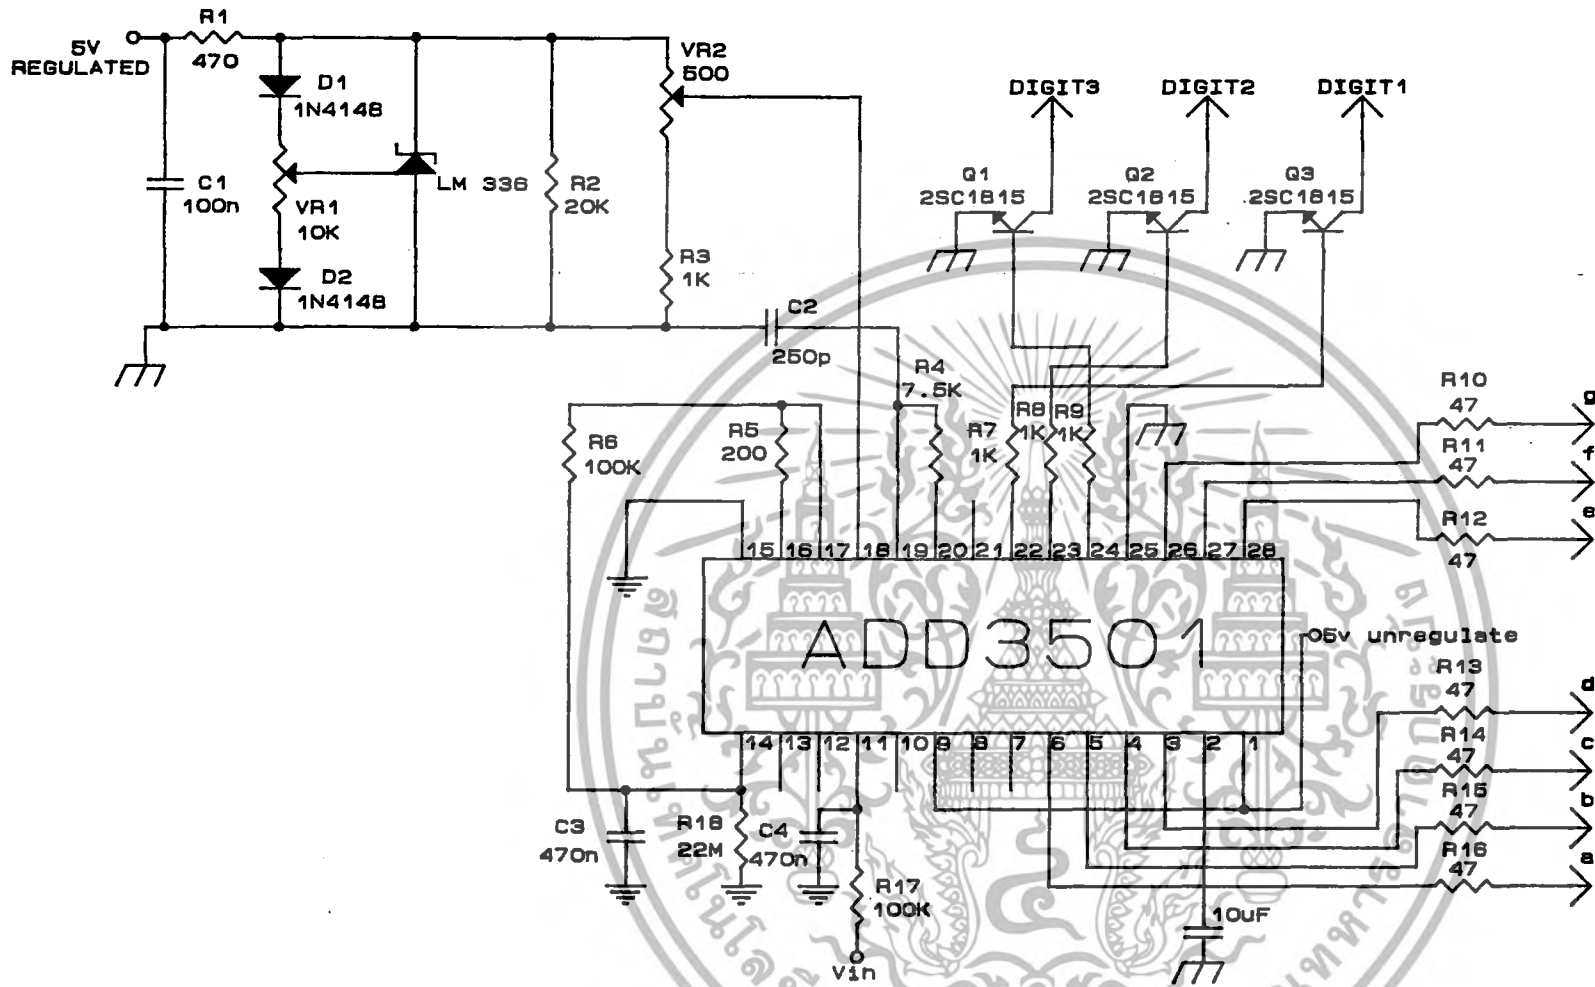 5V
REGULATED
R1
470
D1
1N4148
C1
100n
VR1
10K
D2
1N4148
LM 336
R2
20K
VR2
500
R3
1K
C2
250p
DIGIT3
DIGIT2
DIGIT1
Q1
2SC1815
Q2
2SC1815
Q3
2SC1815
R4
7.5K
R5
200
R6
100K
R7
1K
R8
1K
R9
1K
R10
47
g
R11
47
f
R12
47
e
15 16 17 18 19 20 21 22 23 24 25 26 27 28
ADD3501
5v unregulate
14 13 12 11 10 9 8 7 6 5 4 3 2 1
R13
47
d
R14
47
c
R15
47
b
R16
47
a
C3
470n
R18
22M
C4
470n
R17
100K
Vin
10uF